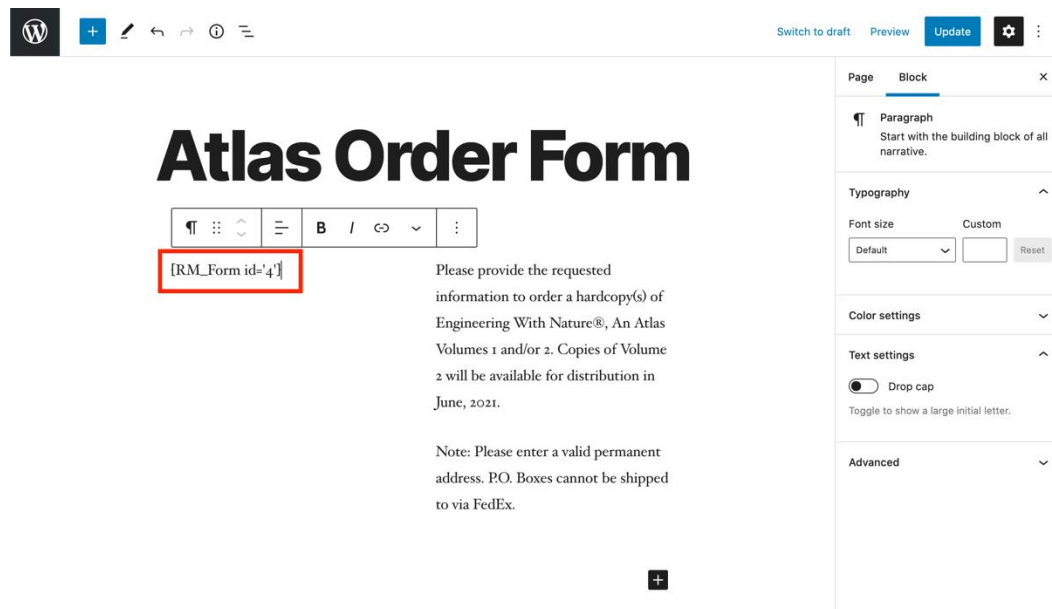 Switch to draft Preview Update
Page Block
Paragraph
Start with the building block of all
narrative.
Atlas Order Form
Typography
Font size Custom
Default Reset
B I
[RM_Form id='4']
Please provide the requested
information to order a hardcopy(s) of
Engineering With Nature®, An Atlas
Volumes 1 and/or 2. Copies of Volume
2 will be available for distribution in
June, 2021.
Note: Please enter a valid permanent
address. P.O. Boxes cannot be shipped
to via FedEx.
Color settings
Text settings
Drop cap
Toggle to show a large initial letter.
Advanced